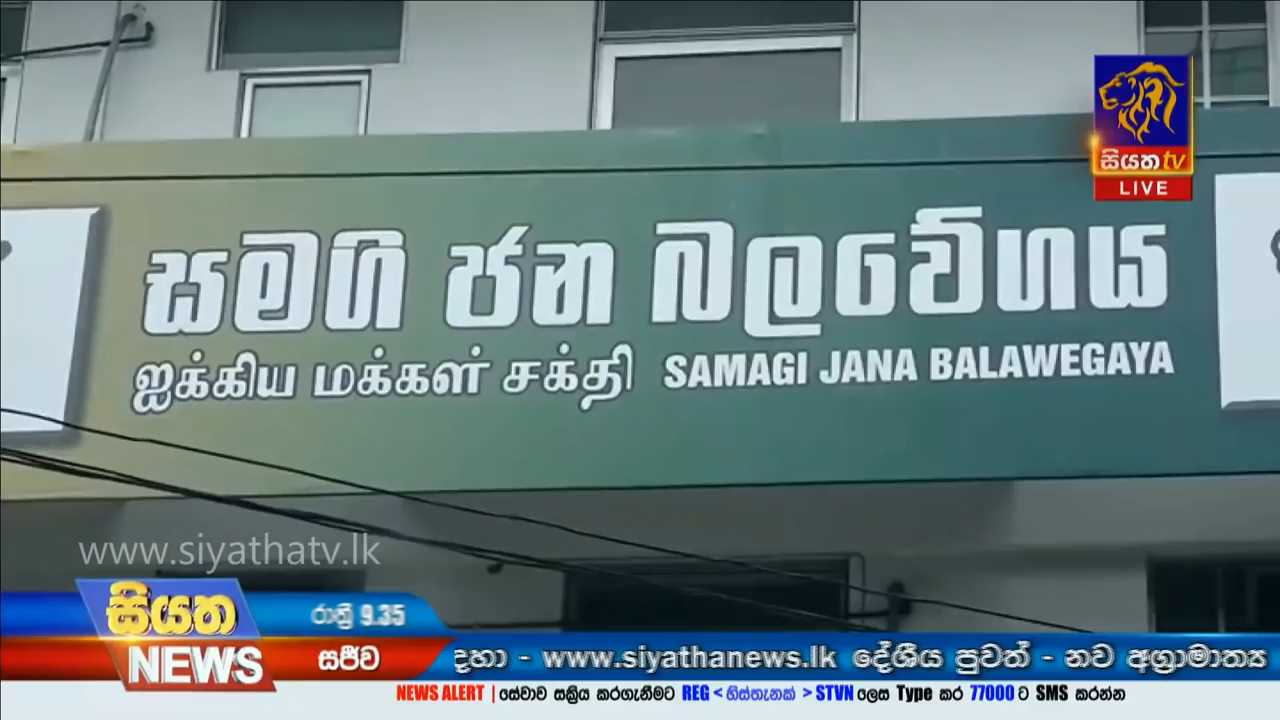 සියත tv
LIVE
සමගි ජන බලවේගය
ஐக்கிய மக்கள் சக்தி SAMAGI JANA BALAWEGAYA
www.siyathatv.lk
සියත
NEWS
රාත්‍රී 9.35
සජීව
දහා - www.siyathanews.lk දේශීය පුවත් - නව අග්‍රාමාත්‍ය
NEWS ALERT | සේවාව සක්‍රිය කරගැනීමට REG < හිස්තැනක් > STVN ලෙස Type කර 77000 ට SMS කරන්න